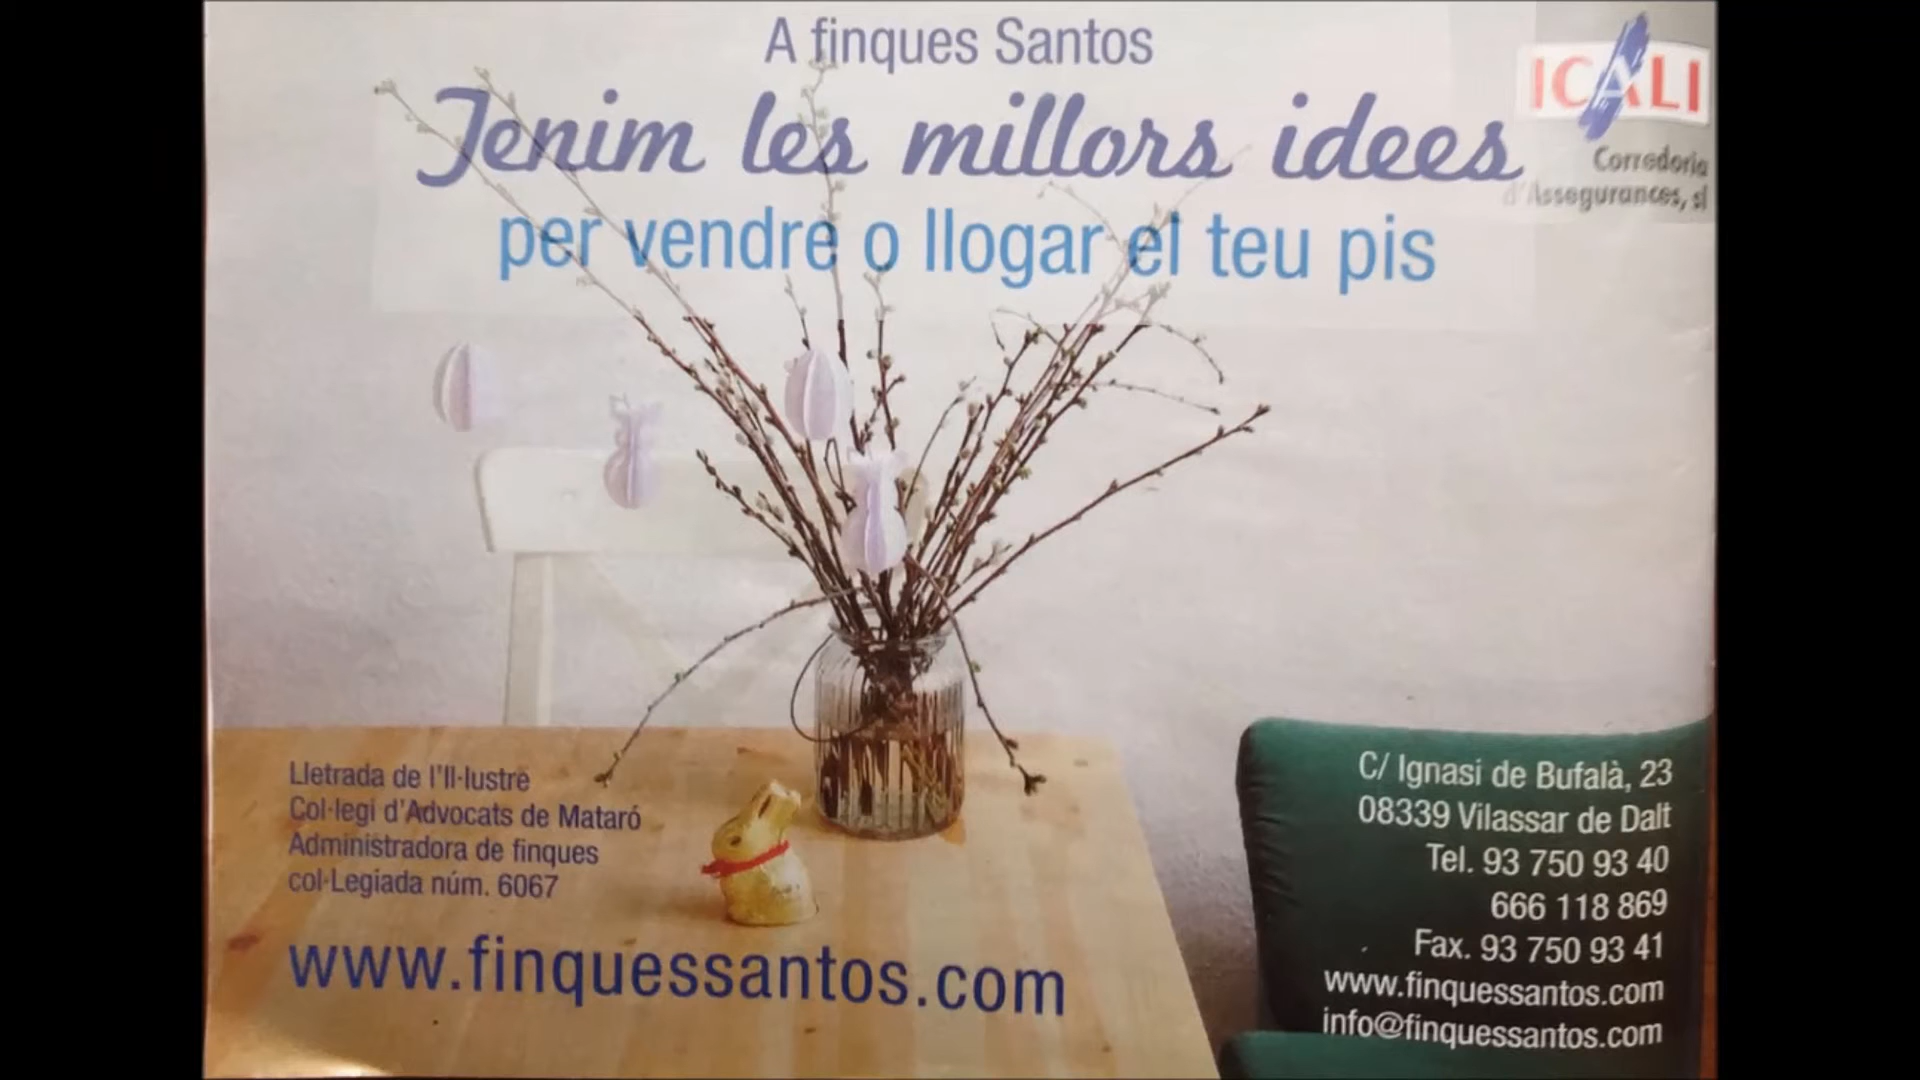 A finques Santos
Tenim les millors idees
per vendre o llogar el teu pis
ICALI
Corredoria
d'Assegurances, sl
Lletrada de l'Il·lustre
Col·legi d'Advocats de Mataró
Administradora de finques
col·Legiada núm. 6067
www.finquessantos.com
C/ Ignasi de Bufalà, 23
08339 Vilassar de Dalt
Tel. 93 750 93 40
666 118 869
Fax. 93 750 93 41
www.finquessantos.com
info@finquessantos.com